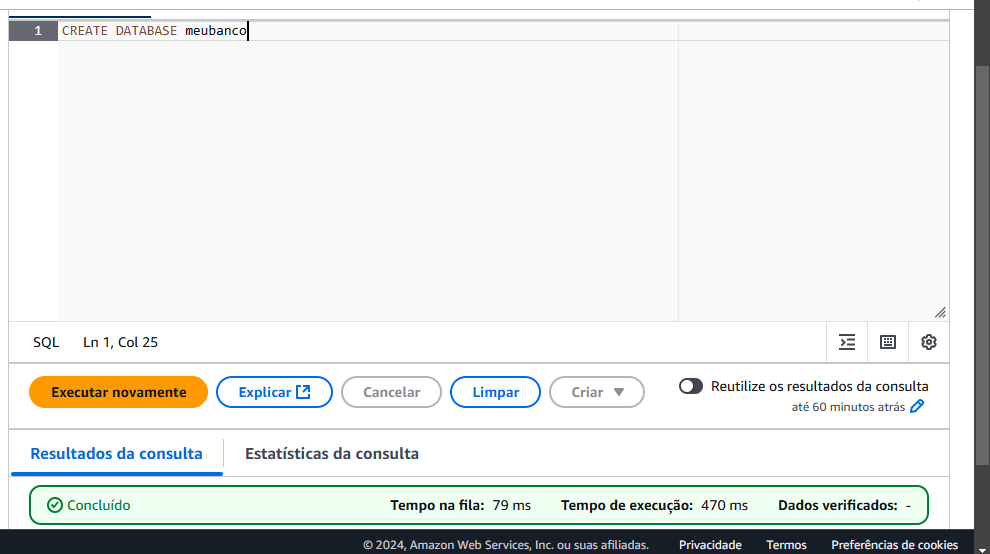 1 CREATE DATABASE meubanco
SQL Ln 1, Col 25
Executar novamente Explicar Cancelar Limpar Criar Reutilize os resultados da consulta
até 60 minutos atrás
Resultados da consulta Estatísticas da consulta
Concluído Tempo na fila: 79 ms Tempo de execução: 470 ms Dados verificados: -
© 2024, Amazon Web Services, Inc. ou suas afiliadas. Privacidade Termos Preferências de cookies